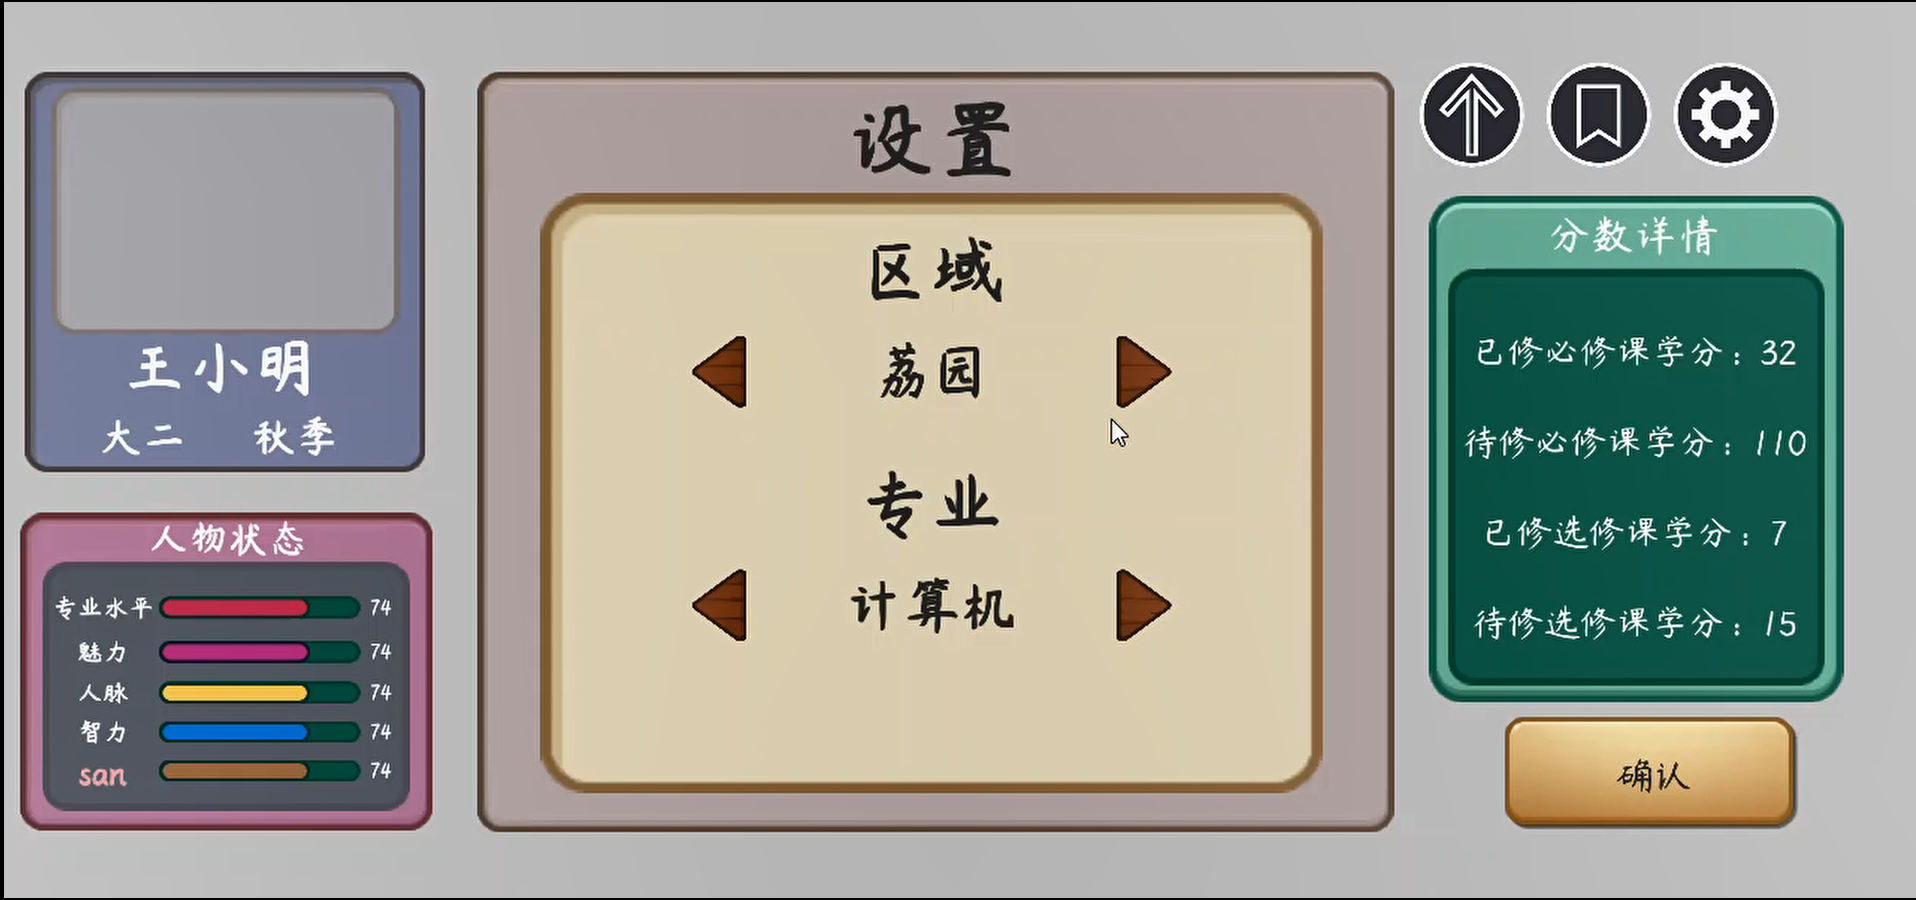 王小明
大二 秋季
人物状态
专业水平 74
魅力 74
人脉 74
智力 74
san 74
设置
区域
荔园
专业
计算机
分数详情
已修必修课学分：32
待修必修课学分：110
已修选修课学分：7
待修选修课学分：15
确认